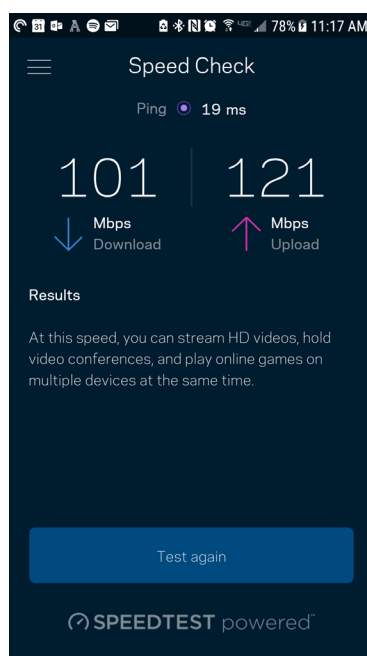 31 78% 11:17 AM
Speed Check
Ping 19 ms
101 121
Mbps Mbps
Download Upload
Results
At this speed, you can stream HD videos, hold
video conferences, and play online games on
multiple devices at the same time.
Test again
SPEEDTEST powered™